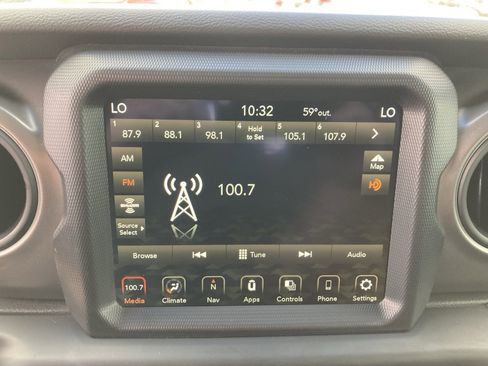 LO 10:32 59°out. LO
1 2 3 4 5 6
87.9 88.1 98.1 Hold to Set 105.1 107.9
AM
Map
FM
100.7
HD
SiriusXM
Source
Select
Browse Tune Audio
100.7 N
Media Climate Nav Apps Controls Phone Settings